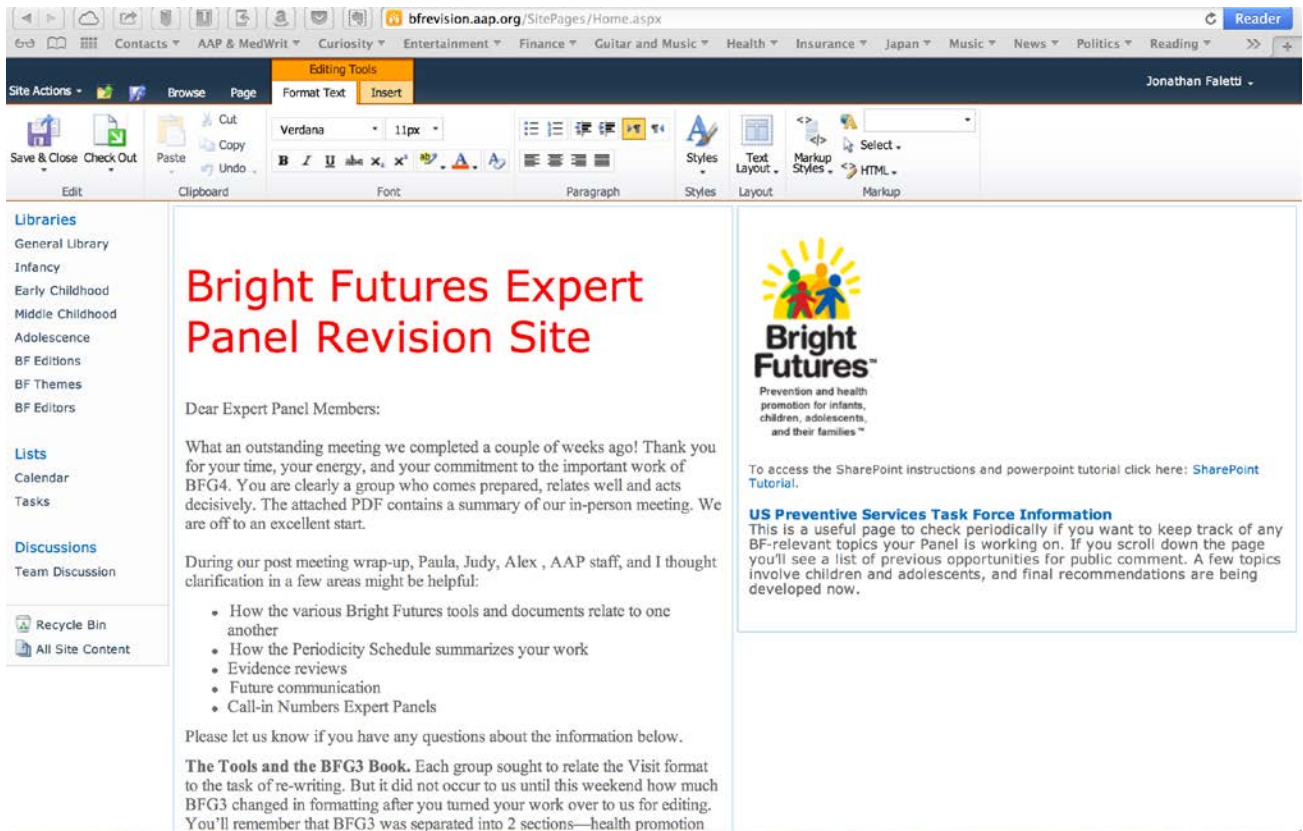 bfrevision.aap.org/SitePages/Home.aspx
Reader
Contacts AAP & MedWrit Curiosity Entertainment Finance Guitar and Music Health Insurance Japan Music News Politics Reading >>
Editing Tools
Site Actions Browse Page Format Text Insert
Jonathan Faletti
Save & Close Check Out
Paste
Cut
Copy
Undo
Verdana 11px
B I U abc x₂ x² A
Styles
Text Layout
Markup Styles
Select
HTML
Edit Clipboard Font Paragraph Styles Layout Markup
Libraries
General Library
Infancy
Early Childhood
Middle Childhood
Adolescence
BF Editions
BF Themes
BF Editors
Lists
Calendar
Tasks
Discussions
Team Discussion
Recycle Bin
All Site Content
Bright Futures Expert
Panel Revision Site
Dear Expert Panel Members:
What an outstanding meeting we completed a couple of weeks ago! Thank you
for your time, your energy, and your commitment to the important work of
BFG4. You are clearly a group who comes prepared, relates well and acts
decisively. The attached PDF contains a summary of our in-person meeting. We
are off to an excellent start.
During our post meeting wrap-up, Paula, Judy, Alex , AAP staff, and I thought
clarification in a few areas might be helpful:
• How the various Bright Futures tools and documents relate to one
another
• How the Periodicity Schedule summarizes your work
• Evidence reviews
• Future communication
• Call-in Numbers Expert Panels
Please let us know if you have any questions about the information below.
The Tools and the BFG3 Book. Each group sought to relate the Visit format
to the task of re-writing. But it did not occur to us until this weekend how much
BFG3 changed in formatting after you turned your work over to us for editing.
You'll remember that BFG3 was separated into 2 sections—health promotion
Bright
Futures™
Prevention and health
promotion for infants,
children, adolescents,
and their families ™
To access the SharePoint instructions and powerpoint tutorial click here: SharePoint
Tutorial.
US Preventive Services Task Force Information
This is a useful page to check periodically if you want to keep track of any
BF-relevant topics your Panel is working on. If you scroll down the page
you'll see a list of previous opportunities for public comment. A few topics
involve children and adolescents, and final recommendations are being
developed now.